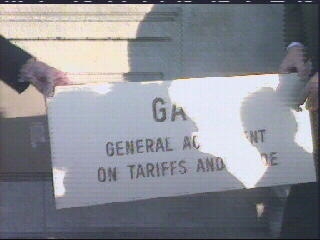 GA
GENERAL
ON TARIFFS AND